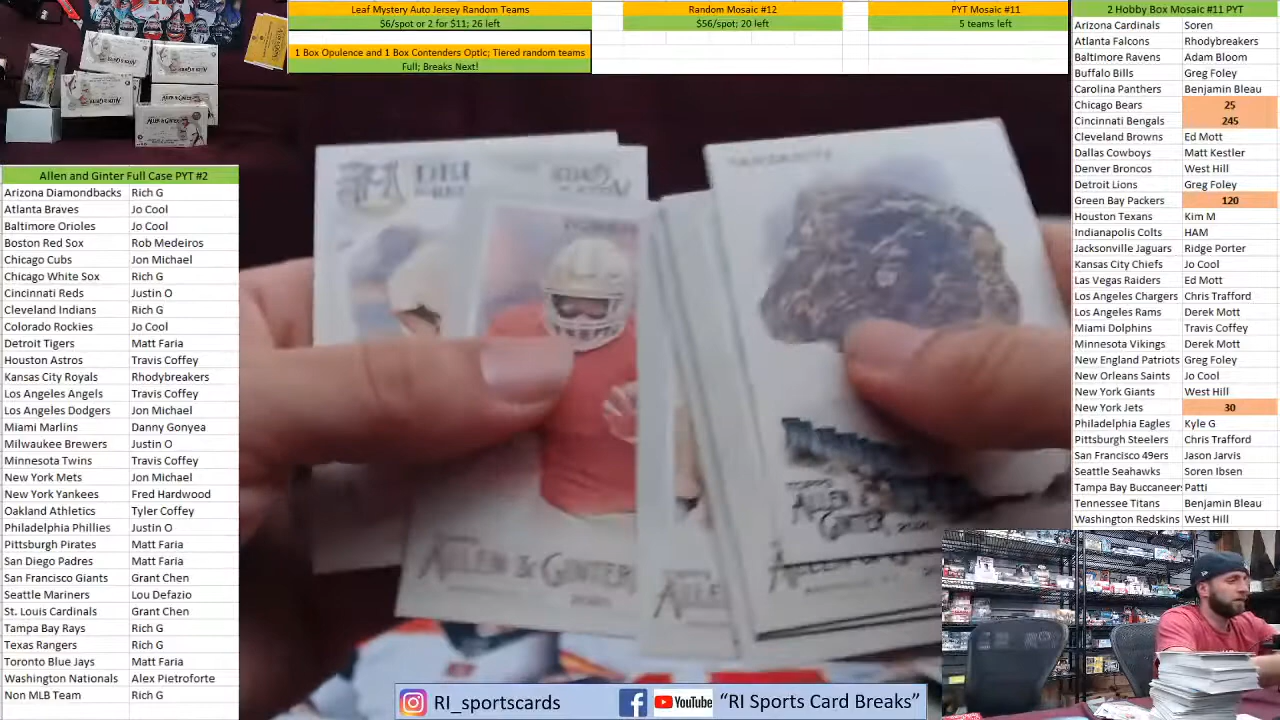 Leaf Mystery Auto Jersey Random Teams
$6/spot or 2 for $11; 26 left
1 Box Opulence and 1 Box Contenders Optic; Tiered random teams
Full; Breaks Next!
Random Mosaic #12
$56/spot; 20 left
PYT Mosaic #11
5 teams left
2 Hobby Box Mosaic #11 PYT
Arizona Cardinals Soren
Atlanta Falcons Rhodybreakers
Baltimore Ravens Adam Bloom
Buffalo Bills Greg Foley
Carolina Panthers Benjamin Bleau
Chicago Bears 25
Cincinnati Bengals 245
Cleveland Browns Ed Mott
Dallas Cowboys Matt Kestler
Denver Broncos West Hill
Detroit Lions Greg Foley
Green Bay Packers 120
Houston Texans Kim M
Indianapolis Colts HAM
Jacksonville Jaguars Ridge Porter
Kansas City Chiefs Jo Cool
Las Vegas Raiders Ed Mott
Los Angeles Chargers Chris Trafford
Los Angeles Rams Derek Mott
Miami Dolphins Travis Coffey
Minnesota Vikings Derek Mott
New England Patriots Greg Foley
New Orleans Saints Jo Cool
New York Giants West Hill
New York Jets 30
Philadelphia Eagles Kyle G
Pittsburgh Steelers Chris Trafford
San Francisco 49ers Jason Jarvis
Seattle Seahawks Soren Ibsen
Tampa Bay Buccaneer Patti
Tennessee Titans Benjamin Bleau
Washington Redskins West Hill
Allen and Ginter Full Case PYT #2
Arizona Diamondbacks Rich G
Atlanta Braves Jo Cool
Baltimore Orioles Jo Cool
Boston Red Sox Rob Medeiros
Chicago Cubs Jon Michael
Chicago White Sox Rich G
Cincinnati Reds Justin O
Cleveland Indians Rich G
Colorado Rockies Jo Cool
Detroit Tigers Matt Faria
Houston Astros Travis Coffey
Kansas City Royals Rhodybreakers
Los Angeles Angels Travis Coffey
Los Angeles Dodgers Jon Michael
Miami Marlins Danny Gonyea
Milwaukee Brewers Justin O
Minnesota Twins Travis Coffey
New York Mets Jon Michael
New York Yankees Fred Hardwood
Oakland Athletics Tyler Coffey
Philadelphia Phillies Justin O
Pittsburgh Pirates Matt Faria
San Diego Padres Matt Faria
San Francisco Giants Grant Chen
Seattle Mariners Lou Defazio
St. Louis Cardinals Grant Chen
Tampa Bay Rays Rich G
Texas Rangers Rich G
Toronto Blue Jays Matt Faria
Washington Nationals Alex Pietroforte
Non MLB Team Rich G
ALLEN & GINTER
ALLEN
GINTER
RI_sportscards
YouTube
"RI Sports Card Breaks"